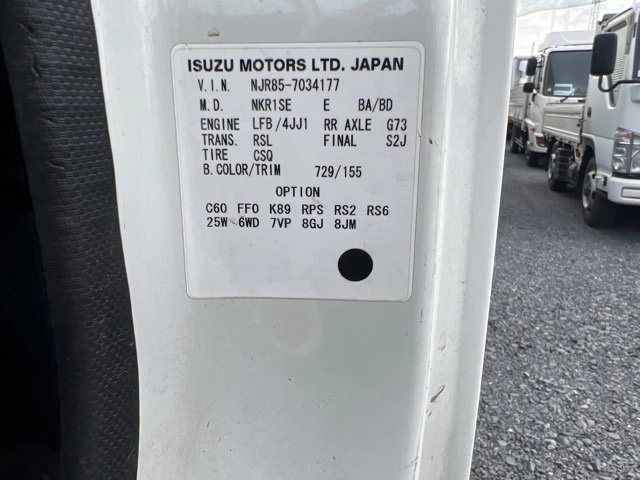 ISUZU MOTORS LTD. JAPAN
V.I.N. NJR85-7034177
M.D. NKR1SE E BA/BD
ENGINE LFB/4JJ1 RR AXLE G73
TRANS. RSL FINAL S2J
TIRE CSQ
B.COLOR/TRIM 729/155
OPTION
C60 FF0 K89 RPS RS2 RS6
25W 6WD 7VP 8GJ 8JM